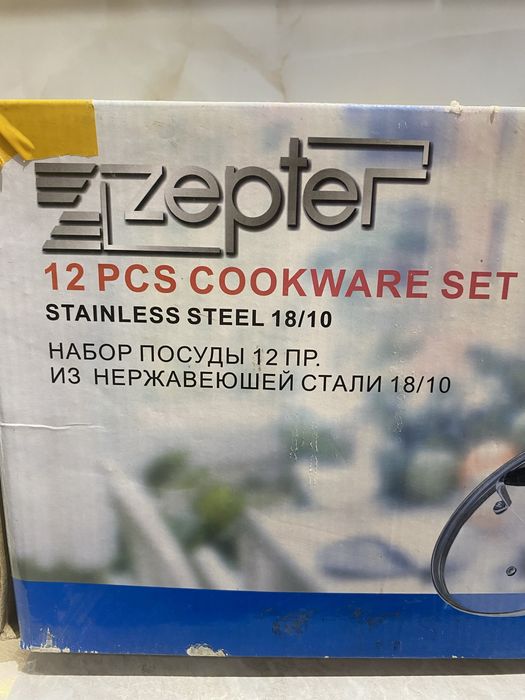 zepter
12 PCS COOKWARE SET
STAINLESS STEEL 18/10
НАБОР ПОСУДЫ 12 ПР.
ИЗ НЕРЖАВЕЮШЕЙ СТАЛИ 18/10